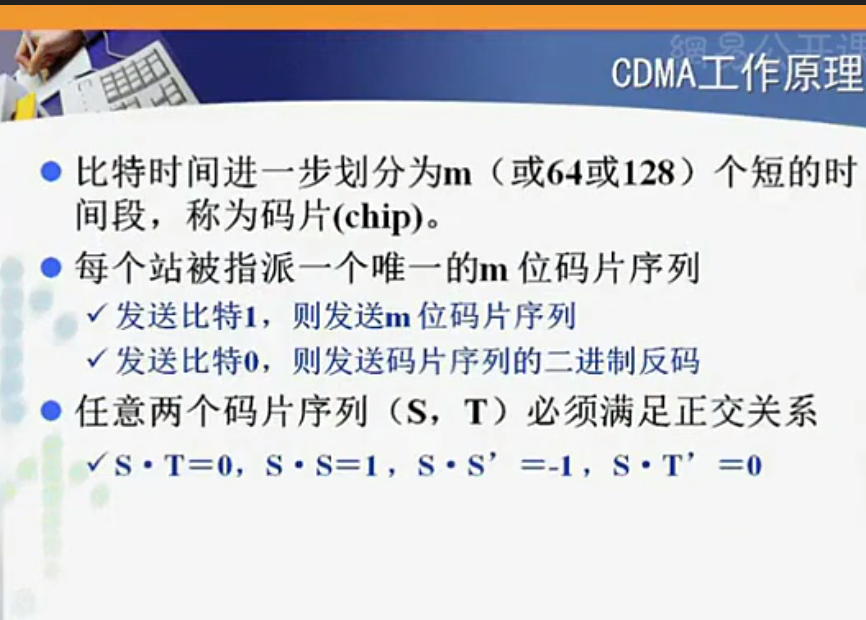 网易公开课
CDMA工作原理
比特时间进一步划分为m（或64或128）个短的时
间段，称为码片(chip)。
每个站被指派一个唯一的m 位码片序列
✓发送比特1，则发送m位码片序列
✓发送比特0，则发送码片序列的二进制反码
任意两个码片序列（S，T）必须满足正交关系
✓S·T=0，S·S=1，S·S’=-1，S·T’=0